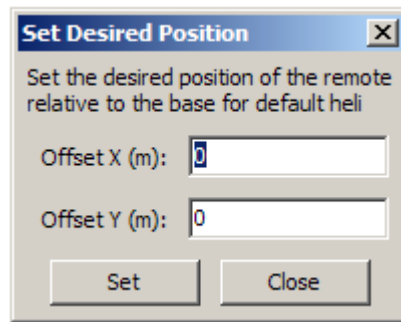 Set Desired Position
Set the desired position of the remote
relative to the base for default heli
Offset X (m): 0
Offset Y (m): 0
Set Close